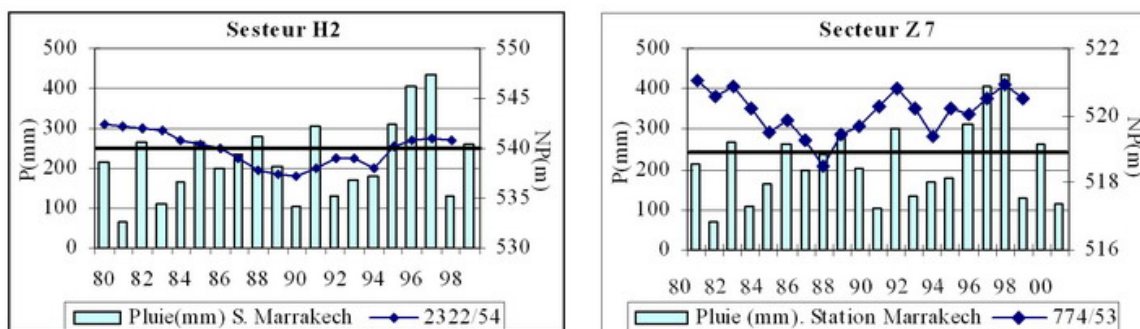 Sesteur H2
500
400
300
200
100
0
P(mm)
550
545
540
535
530
NP(m)
80 82 84 86 88 90 92 94 96 98
Pluie(mm) S. Marrakech 2322/54
Secteur Z 7
500
400
300
200
100
0
P(mm)
522
520
518
516
NP(m)
80 82 84 86 88 90 92 94 96 98 00
Pluie (mm). Station Marrakech 774/53